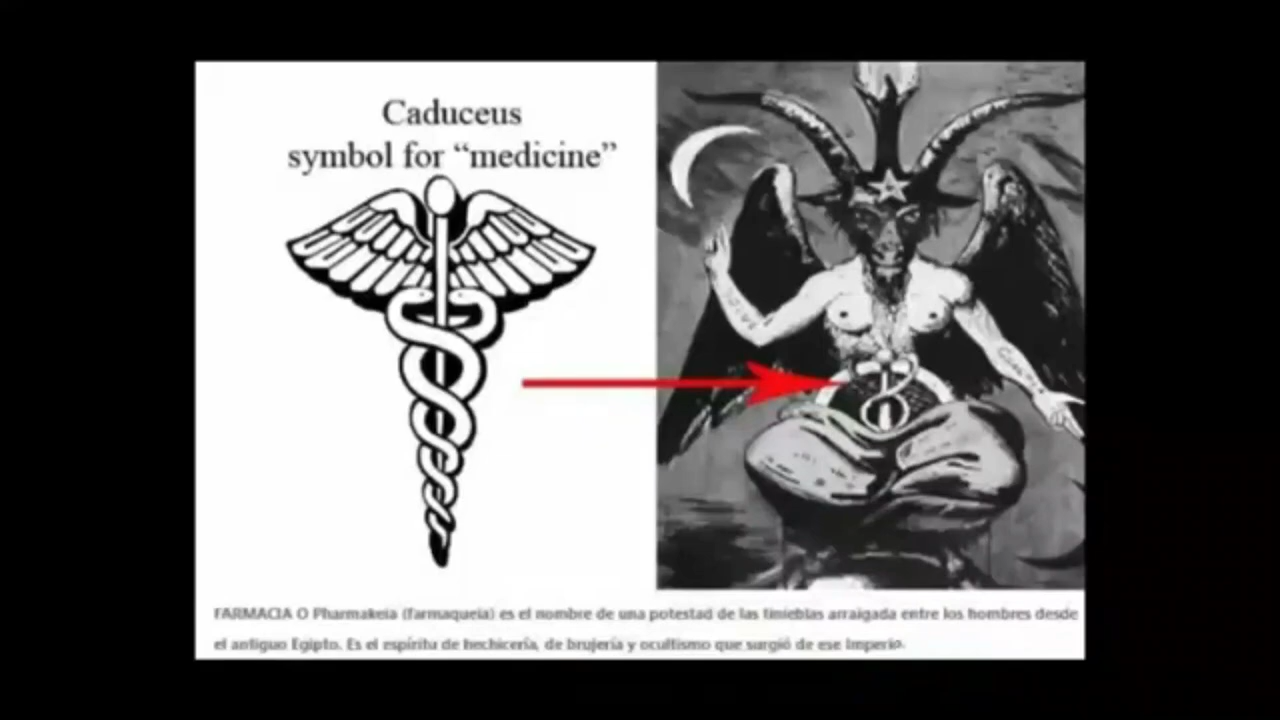 Caduceus
symbol for “medicine”
FARMACIA O Pharmakeia (farmaqueia) es el nombre de una potestad de las tinieblas arraigada entre los hombres desde
el antiguo Egipto. Es el espíritu de hechicería, de brujería y ocultismo que surgió de ese Imperio.